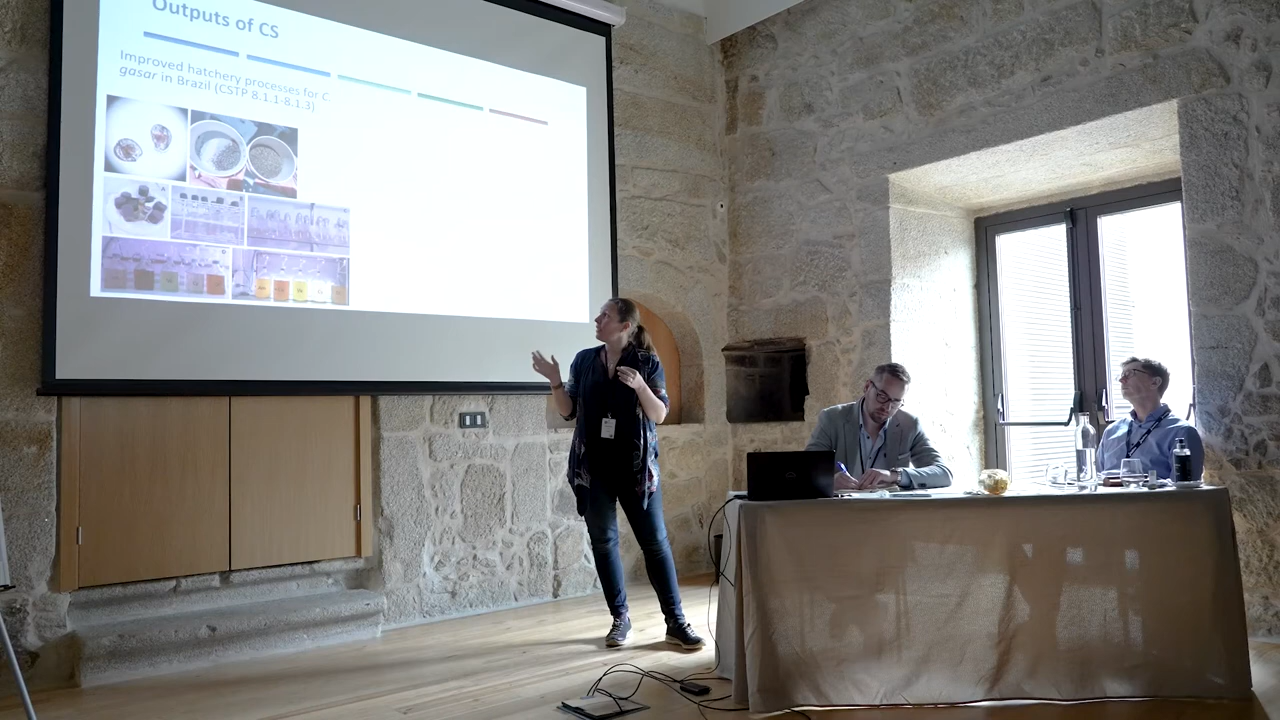 Outputs of CS
Improved hatchery processes for C.
gasar in Brazil (CSTP 8.1.1-8.1.3)